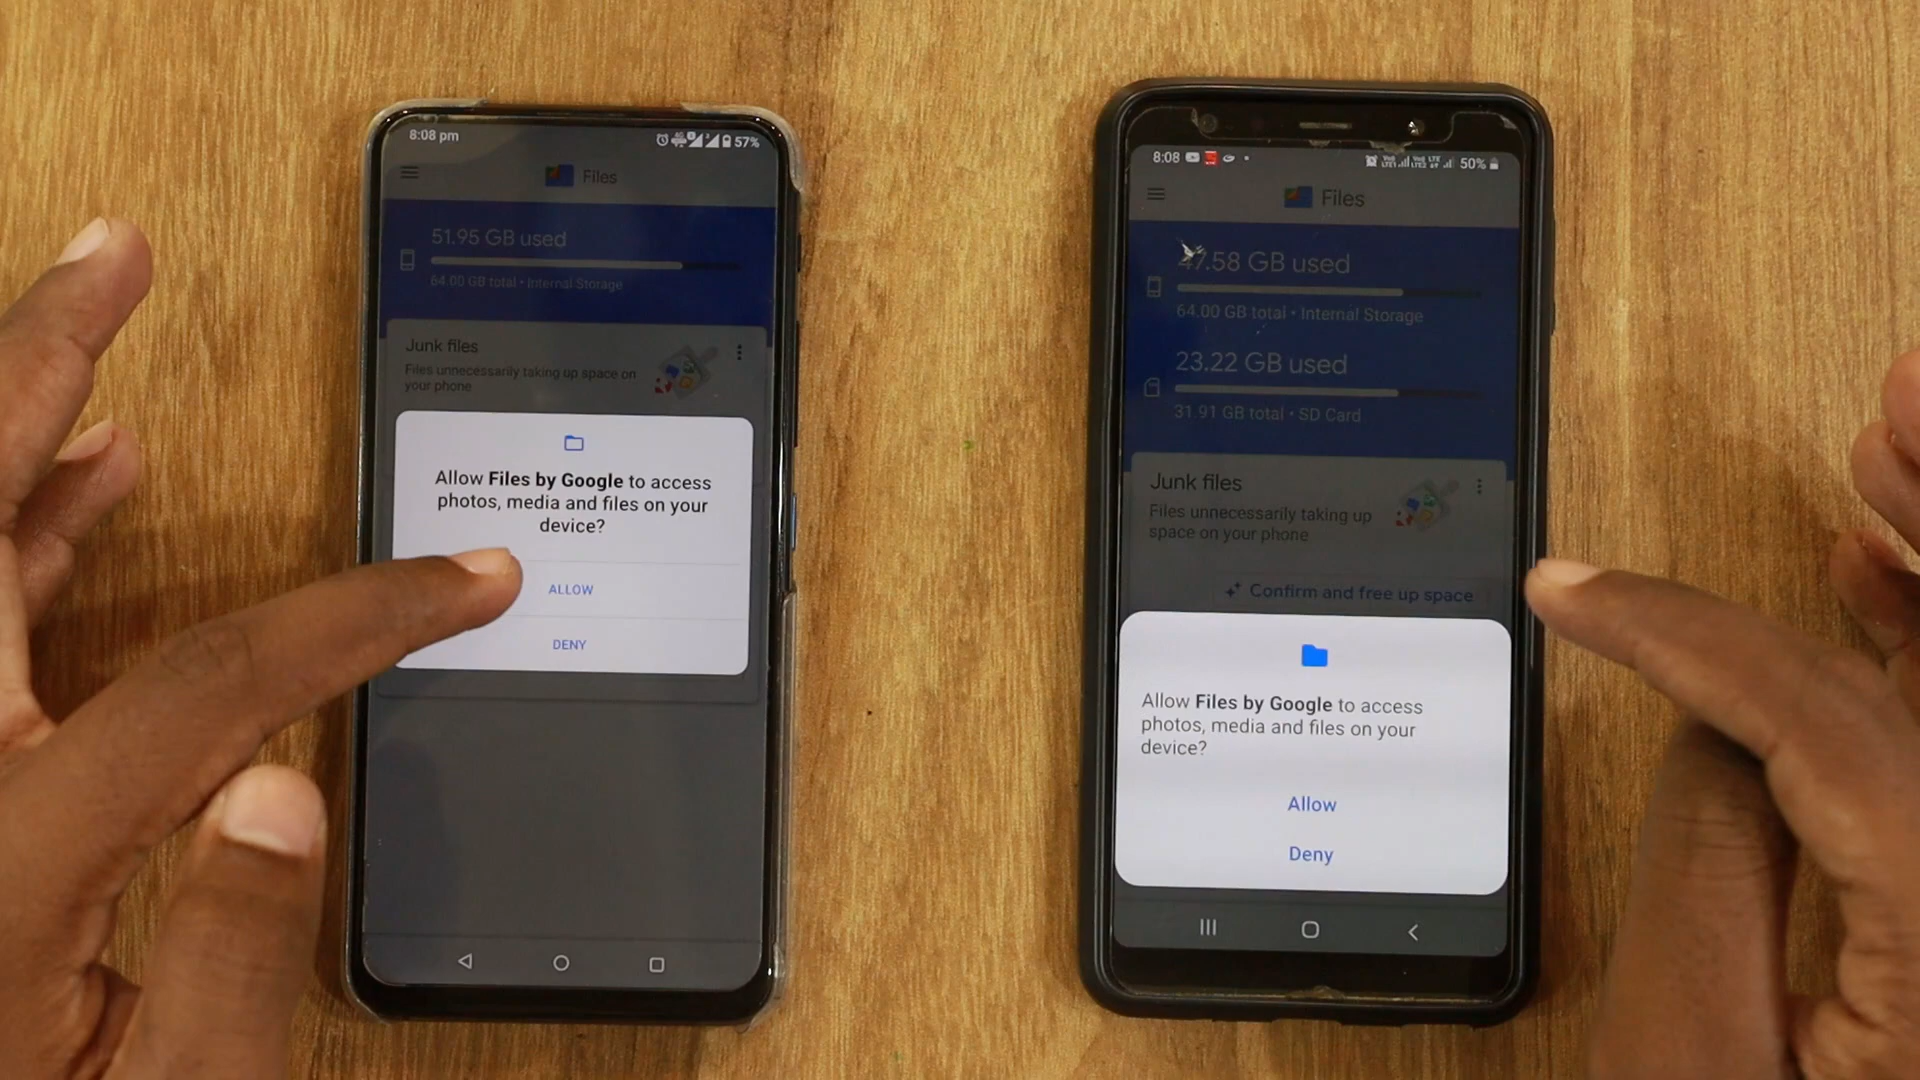 8:08 pm
57%
Files
51.95 GB used
64.00 GB total • Internal Storage
Junk files
Files unnecessarily taking up space on
your phone
Allow Files by Google to access
photos, media and files on your
device?
ALLOW
DENY
8:08
50%
Files
47.58 GB used
64.00 GB total • Internal Storage
23.22 GB used
31.91 GB total • SD Card
Junk files
Files unnecessarily taking up
space on your phone
Confirm and free up space
Allow Files by Google to access
photos, media and files on your
device?
Allow
Deny